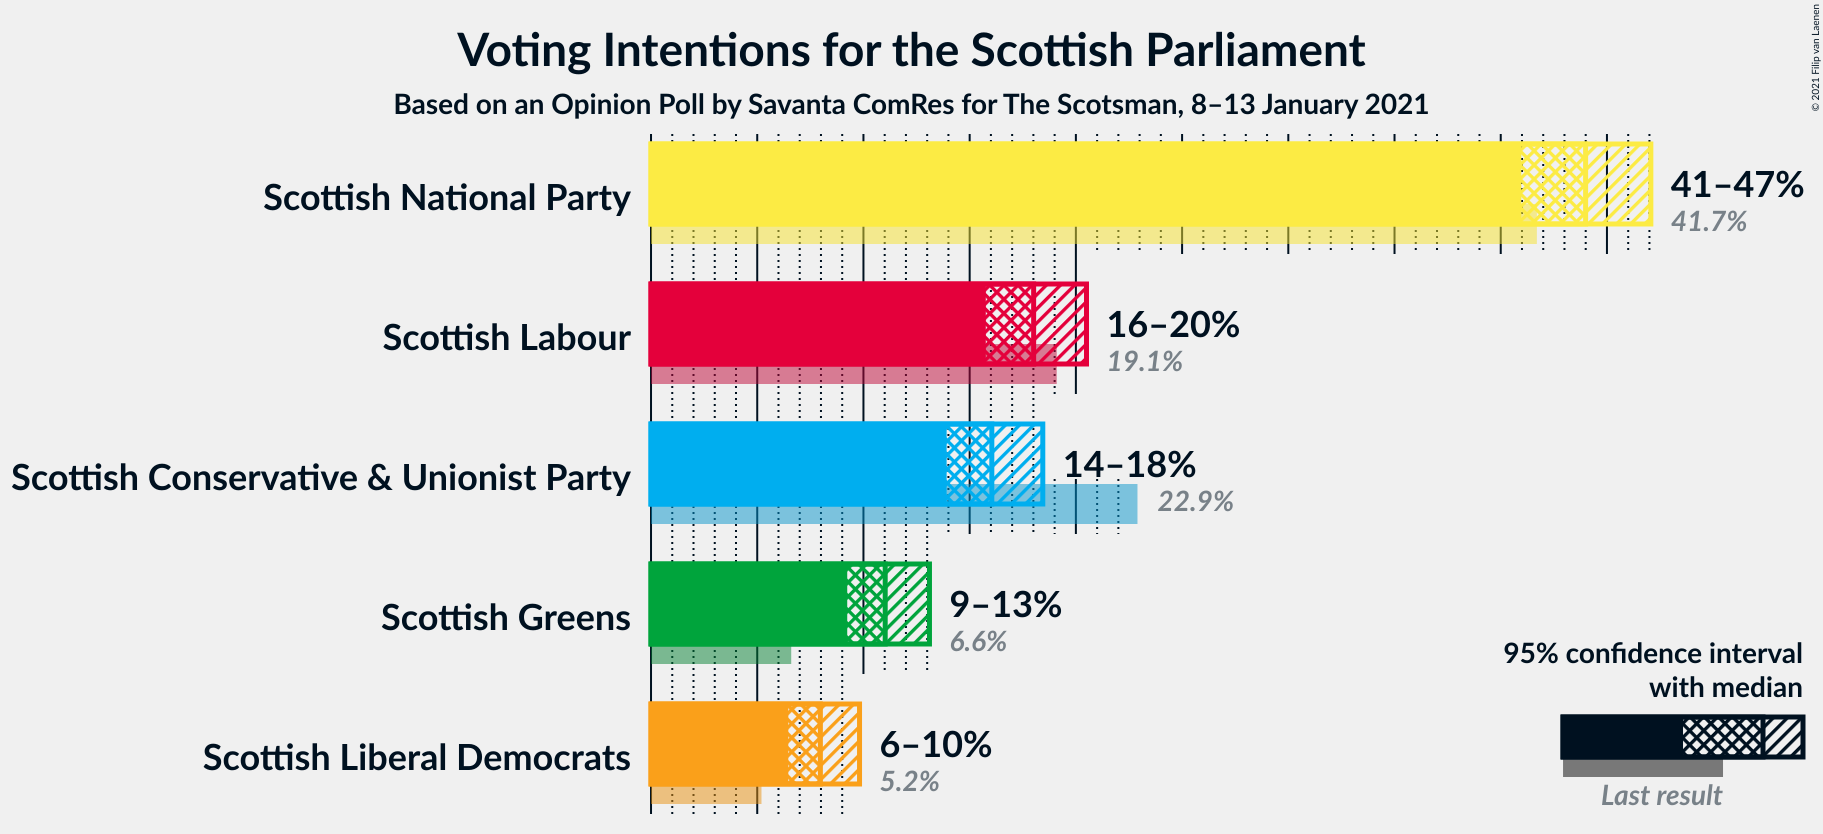 Voting Intentions for the Scottish Parliament
Based on an Opinion Poll by Savanta ComRes for The Scotsman, 8–13 January 2021
© 2021 Filip van Laenen
Scottish National Party
41–47%
41.7%
Scottish Labour
16–20%
19.1%
Scottish Conservative & Unionist Party
14–18%
22.9%
Scottish Greens
9–13%
6.6%
Scottish Liberal Democrats
6–10%
5.2%
95% confidence interval
with median
Last result